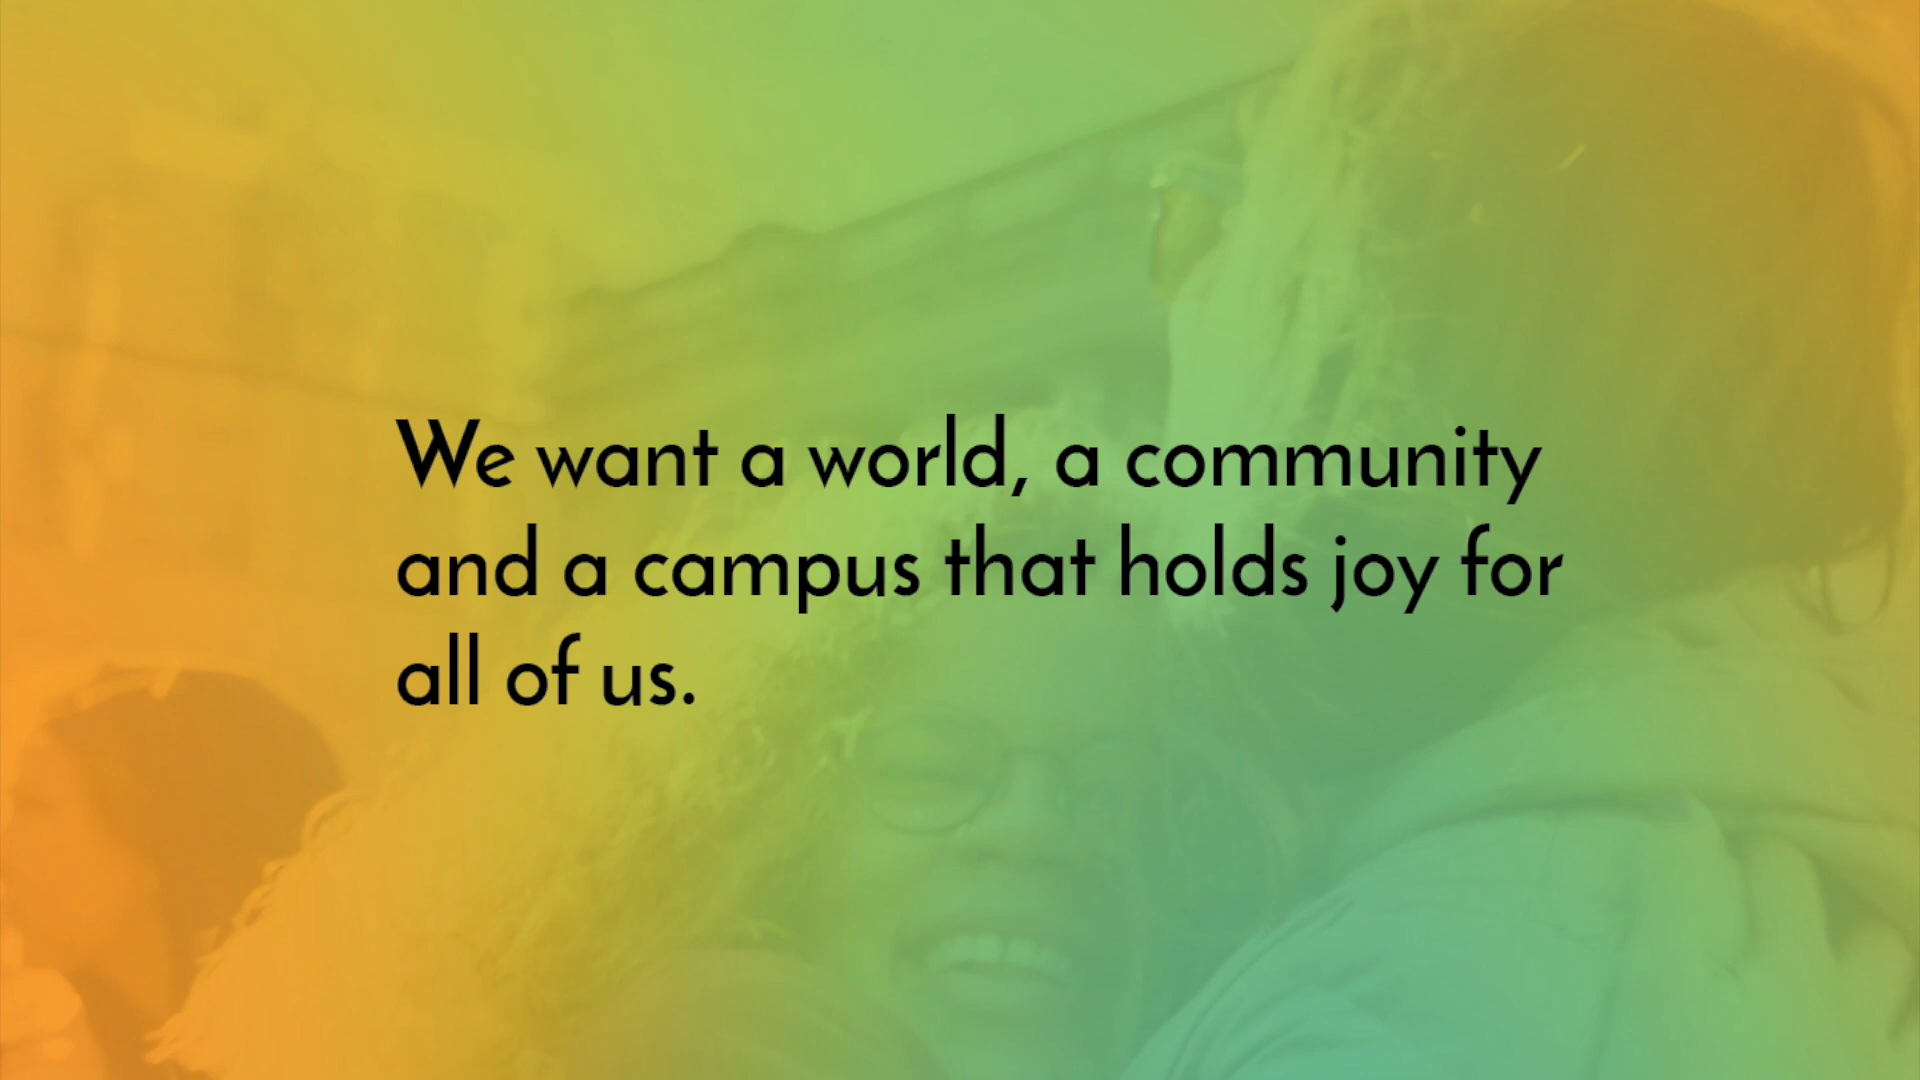 We want a world, a community
and a campus that holds joy for
all of us.